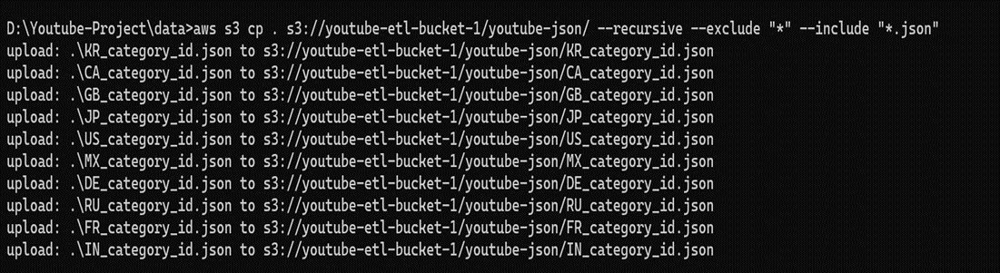 D:\Youtube-Project\data>aws s3 cp . s3://youtube-etl-bucket-1/youtube-json/ --recursive --exclude "*" --include "*.json"
upload: .\KR_category_id.json to s3://youtube-etl-bucket-1/youtube-json/KR_category_id.json
upload: .\CA_category_id.json to s3://youtube-etl-bucket-1/youtube-json/CA_category_id.json
upload: .\GB_category_id.json to s3://youtube-etl-bucket-1/youtube-json/GB_category_id.json
upload: .\JP_category_id.json to s3://youtube-etl-bucket-1/youtube-json/JP_category_id.json
upload: .\US_category_id.json to s3://youtube-etl-bucket-1/youtube-json/US_category_id.json
upload: .\MX_category_id.json to s3://youtube-etl-bucket-1/youtube-json/MX_category_id.json
upload: .\DE_category_id.json to s3://youtube-etl-bucket-1/youtube-json/DE_category_id.json
upload: .\RU_category_id.json to s3://youtube-etl-bucket-1/youtube-json/RU_category_id.json
upload: .\FR_category_id.json to s3://youtube-etl-bucket-1/youtube-json/FR_category_id.json
upload: .\IN_category_id.json to s3://youtube-etl-bucket-1/youtube-json/IN_category_id.json